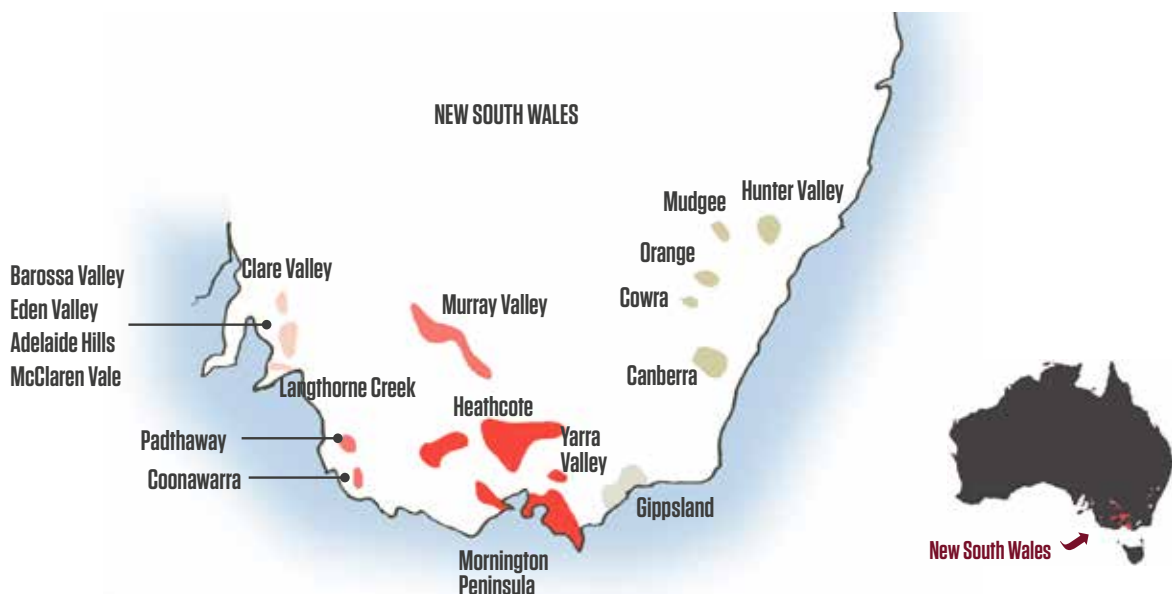 NEW SOUTH WALES
Hunter Valley
Mudgee
Orange
Cowra
Canberra
Clare Valley
Barossa Valley
Eden Valley
Adelaide Hills
McClaren Vale
Murray Valley
Langthorne Creek
Heathcote
Padthaway
Coonawarra
Yarra
Valley
Gippsland
Mornington
Peninsula
New South Wales